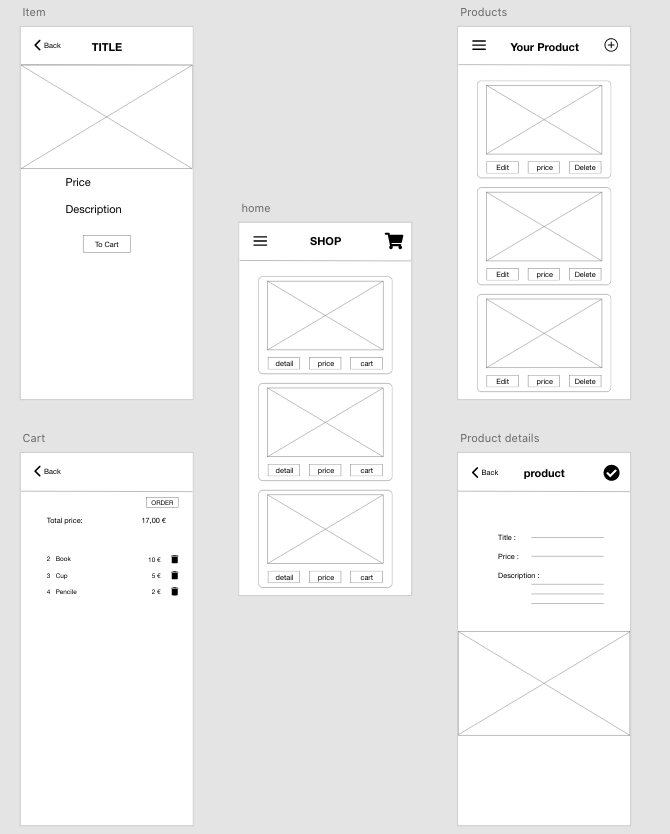 Item
Back TITLE
Price
Description
To Cart
Cart
Back
ORDER
Total price: 17,00 €
2 Book 10 €
3 Cup 5 €
4 Pencile 2 €
home
SHOP
detail price cart
detail price cart
detail price cart
Products
Your Product
Edit price Delete
Edit price Delete
Edit price Delete
Product details
Back product
Title :
Price :
Description :